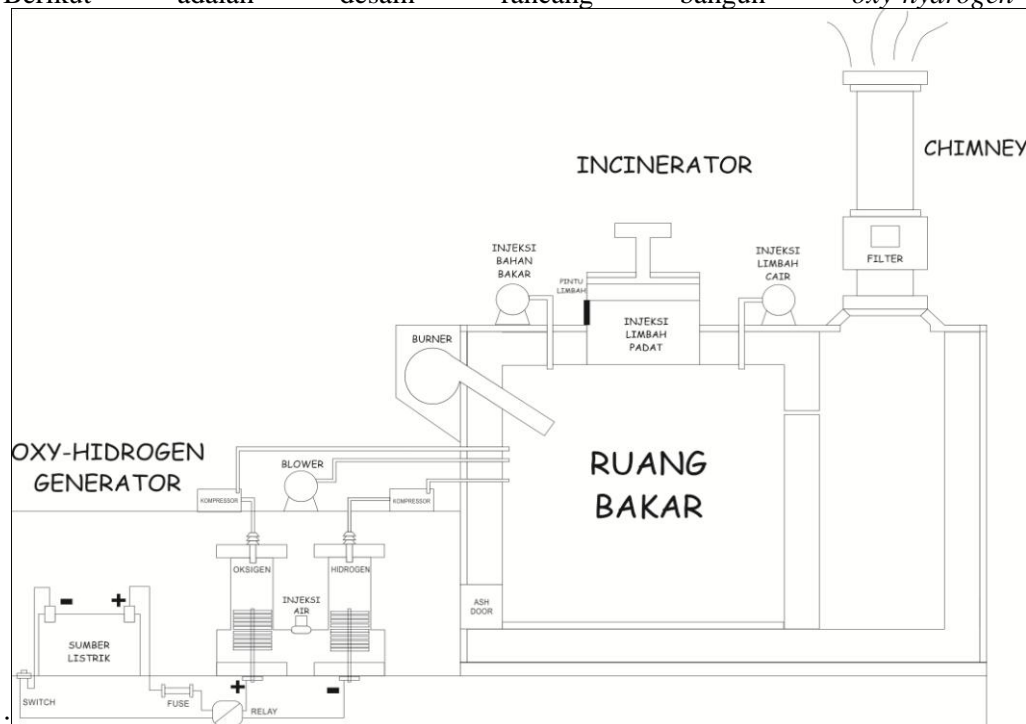 Berikut adalah desain rancang bangun oxy-hydrogen
CHIMNEY
INCINERATOR
FILTER
INJEKSI
BAHAN
BAKAR
PINTU
LIMBAH
INJEKSI
LIMBAH
CAIR
INJEKSI
LIMBAH
PADAT
BURNER
OXY-HIDROGEN
GENERATOR
BLOWER
RUANG
BAKAR
KOMPRESSOR
KOMPRESSOR
OKSIGEN
HIDROGEN
INJEKSI
AIR
ASH
DOOR
- +
SUMBER
LISTRIK
+ -
SWITCH
FUSE
RELAY
.